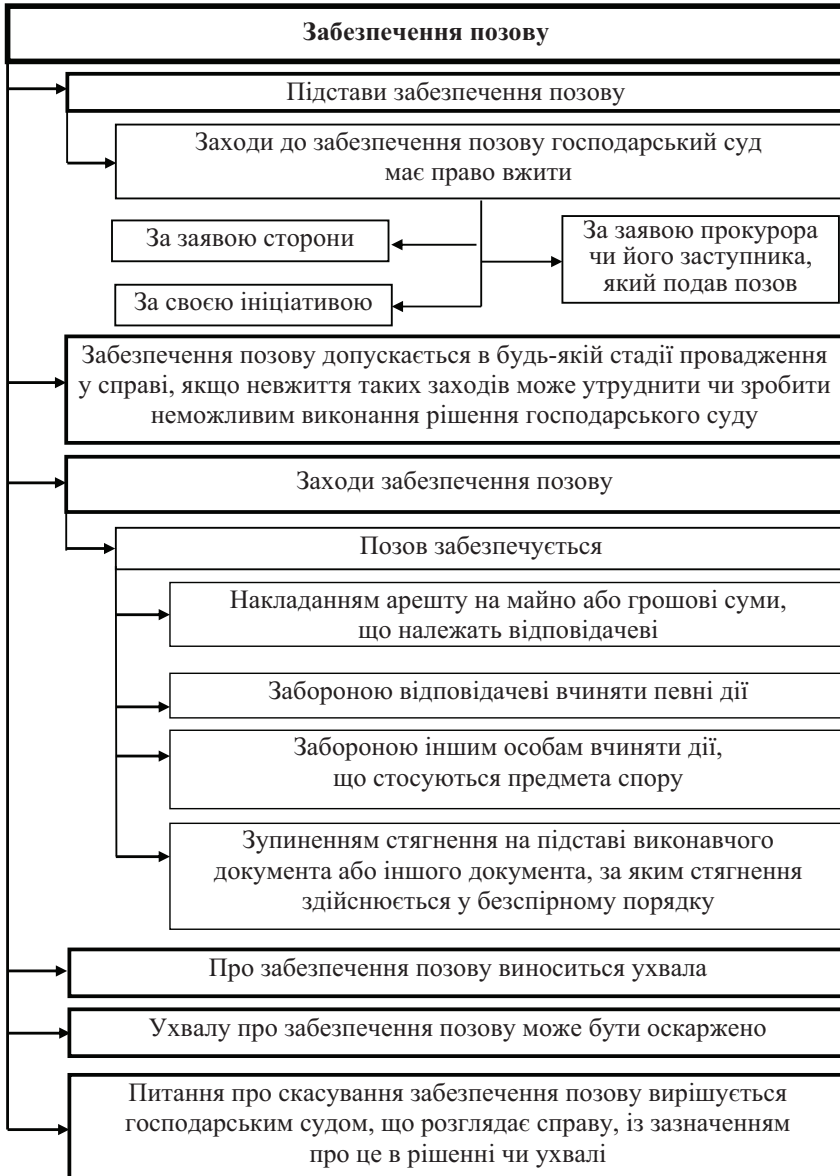 Забезпечення позову
Підстави забезпечення позову
Заходи до забезпечення позову господарський суд
має право вжити
За заявою сторони
За заявою прокурора
чи його заступника,
який подав позов
За своєю ініціативою
Забезпечення позову допускається в будь-якій стадії провадження
у справі, якщо невжиття таких заходів може утруднити чи зробити
неможливим виконання рішення господарського суду
Заходи забезпечення позову
Позов забезпечується
Накладанням арешту на майно або грошові суми,
що належать відповідачеві
Забороною відповідачеві вчиняти певні дії
Забороною іншим особам вчиняти дії,
що стосуються предмета спору
Зупиненням стягнення на підставі виконавчого
документа або іншого документа, за яким стягнення
здійснюється у безспірному порядку
Про забезпечення позову виноситься ухвала
Ухвалу про забезпечення позову може бути оскаржено
Питання про скасування забезпечення позову вирішується
господарським судом, що розглядає справу, із зазначенням
про це в рішенні чи ухвалі